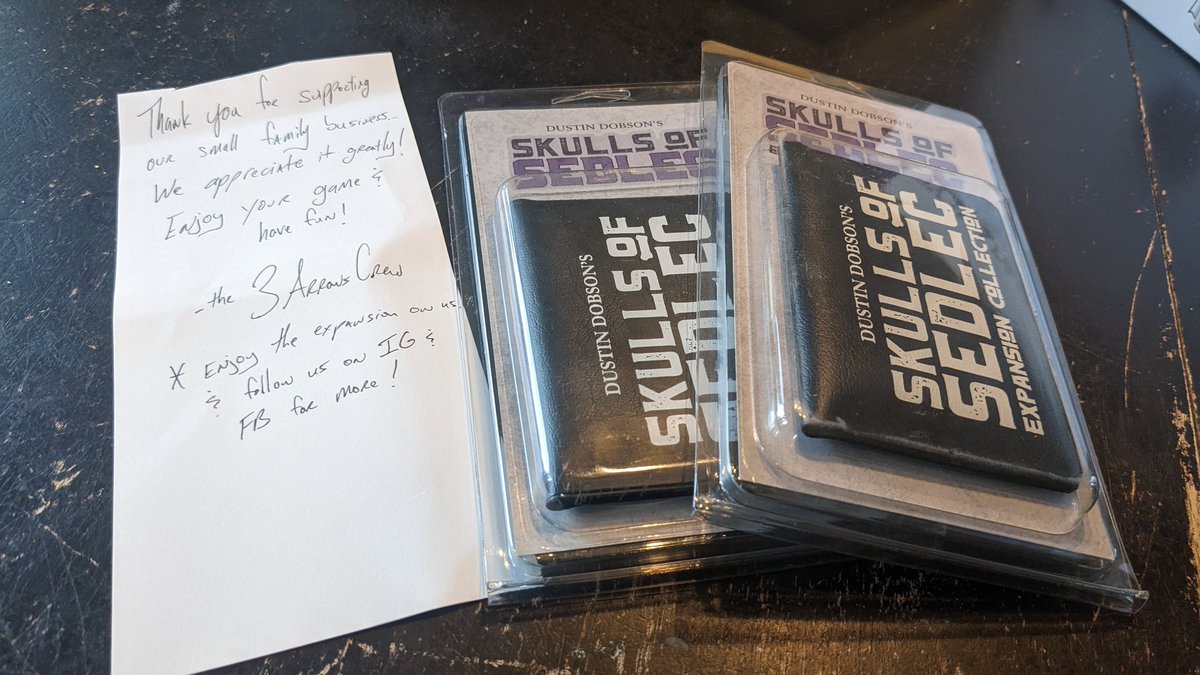 Thank you for supporting
our small family business...
We appreciate it greatly!
Enjoy your game &
have fun!
- the 3 Arrows Crew
* Enjoy the expansion on us
& follow us on IG &
FB for more!
DUSTIN DOBSON'S
SKULLS OF
SEDLEC
DUSTIN DOBSON'S
SKULLS OF
SEDLEC
DUSTIN DOBSON'S
SKULLS OF
SEDLEC
DUSTIN DOBSON'S
SKULLS OF
SEDLEC
EXPANSION COLLECTION